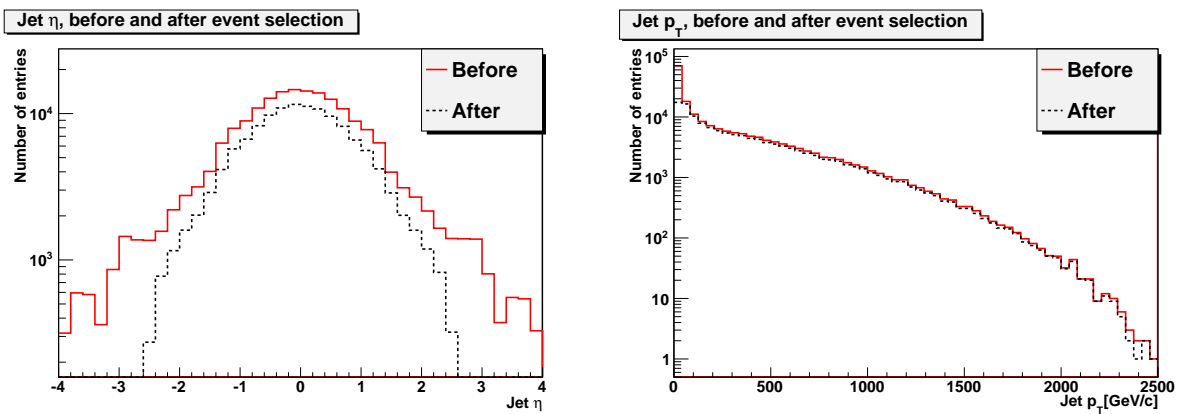 Jet η, before and after event selection
Number of entries
10⁴
10³
Before
After
-4 -3 -2 -1 0 1 2 3 4
Jet η
Jet p_T, before and after event selection
Number of entries
10⁵
10⁴
10³
10²
10
1
Before
After
0 500 1000 1500 2000 2500
Jet p_T[GeV/c]